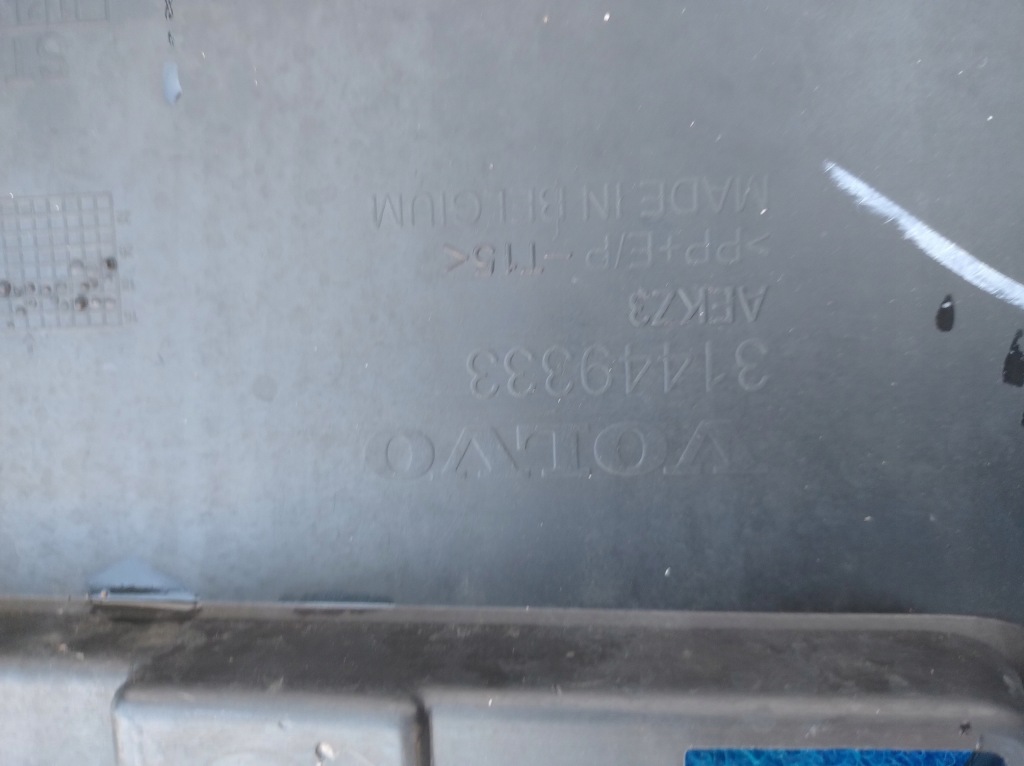 VOLVO
31449333
AEKZ3
>PP+E/P-T15<
MADE IN BELGIUM